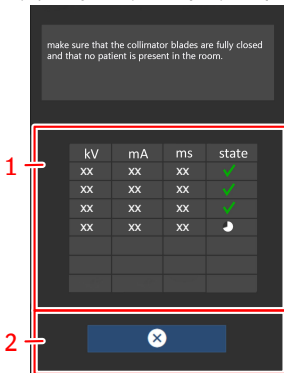 make sure that the collimator blades are fully closed
and that no patient is present in the room.
1
kV mA ms state
xx xx xx
xx xx xx
xx xx xx
xx xx xx
2